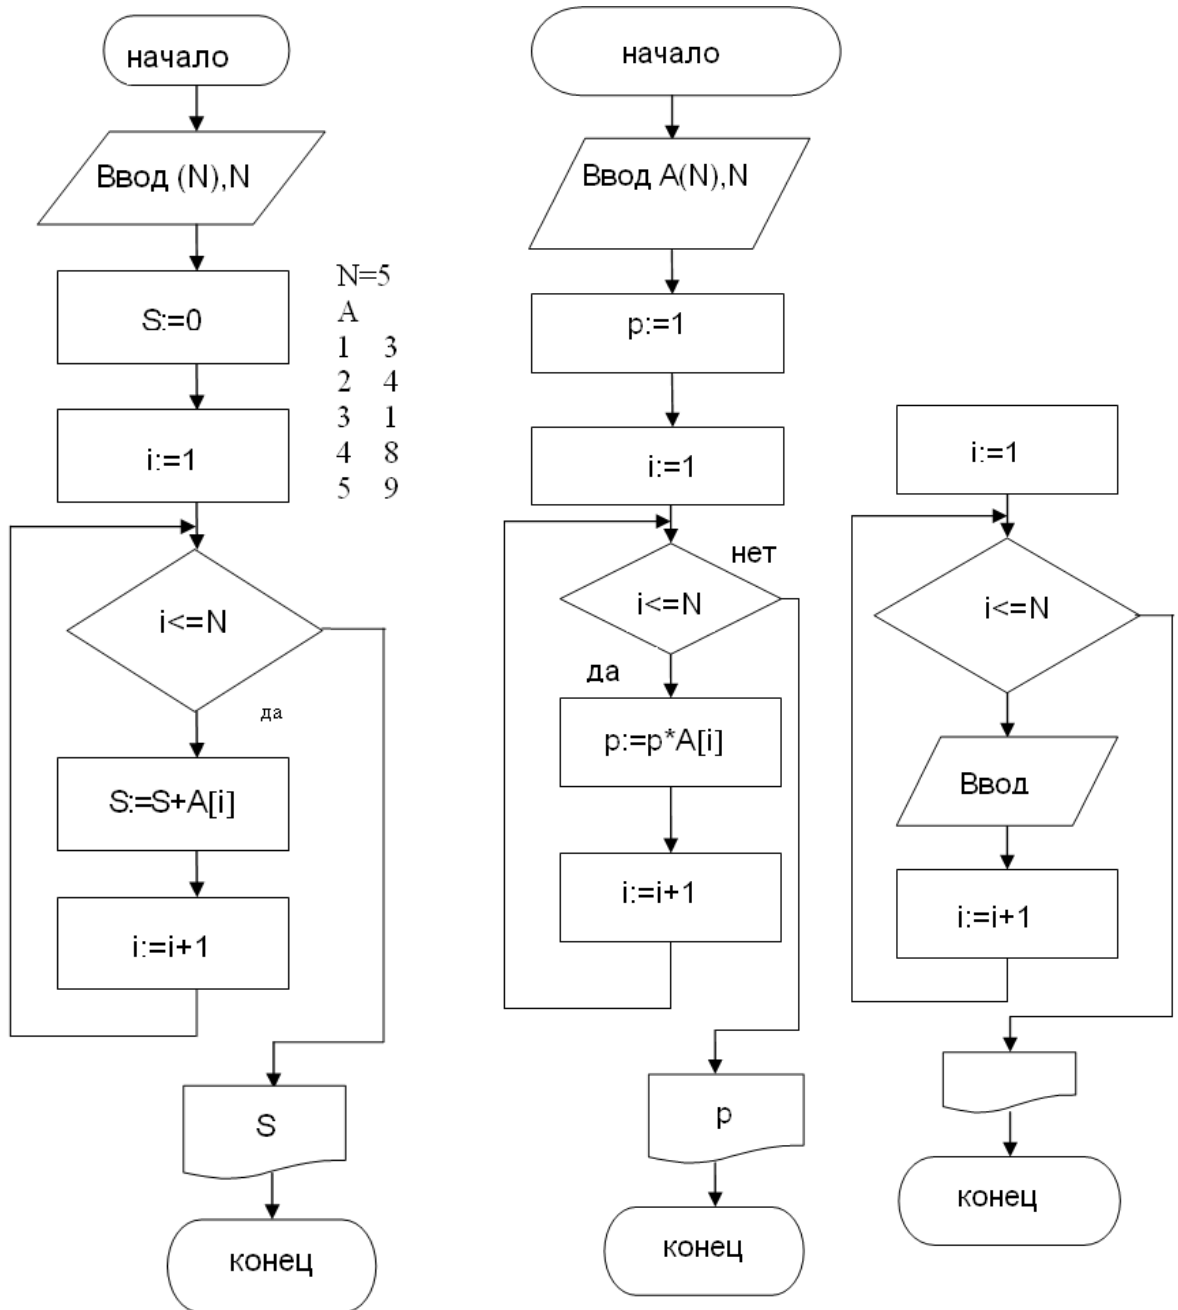 начало
Ввод (N),N
S:=0
i:=1
i<=N
да
S:=S+A[i]
i:=i+1
S
конец
N=5
A
1 3
2 4
3 1
4 8
5 9
начало
Ввод A(N),N
p:=1
i:=1
нет
i<=N
да
p:=p*A[i]
i:=i+1
p
конец
i:=1
i<=N
Ввод
i:=i+1
конец